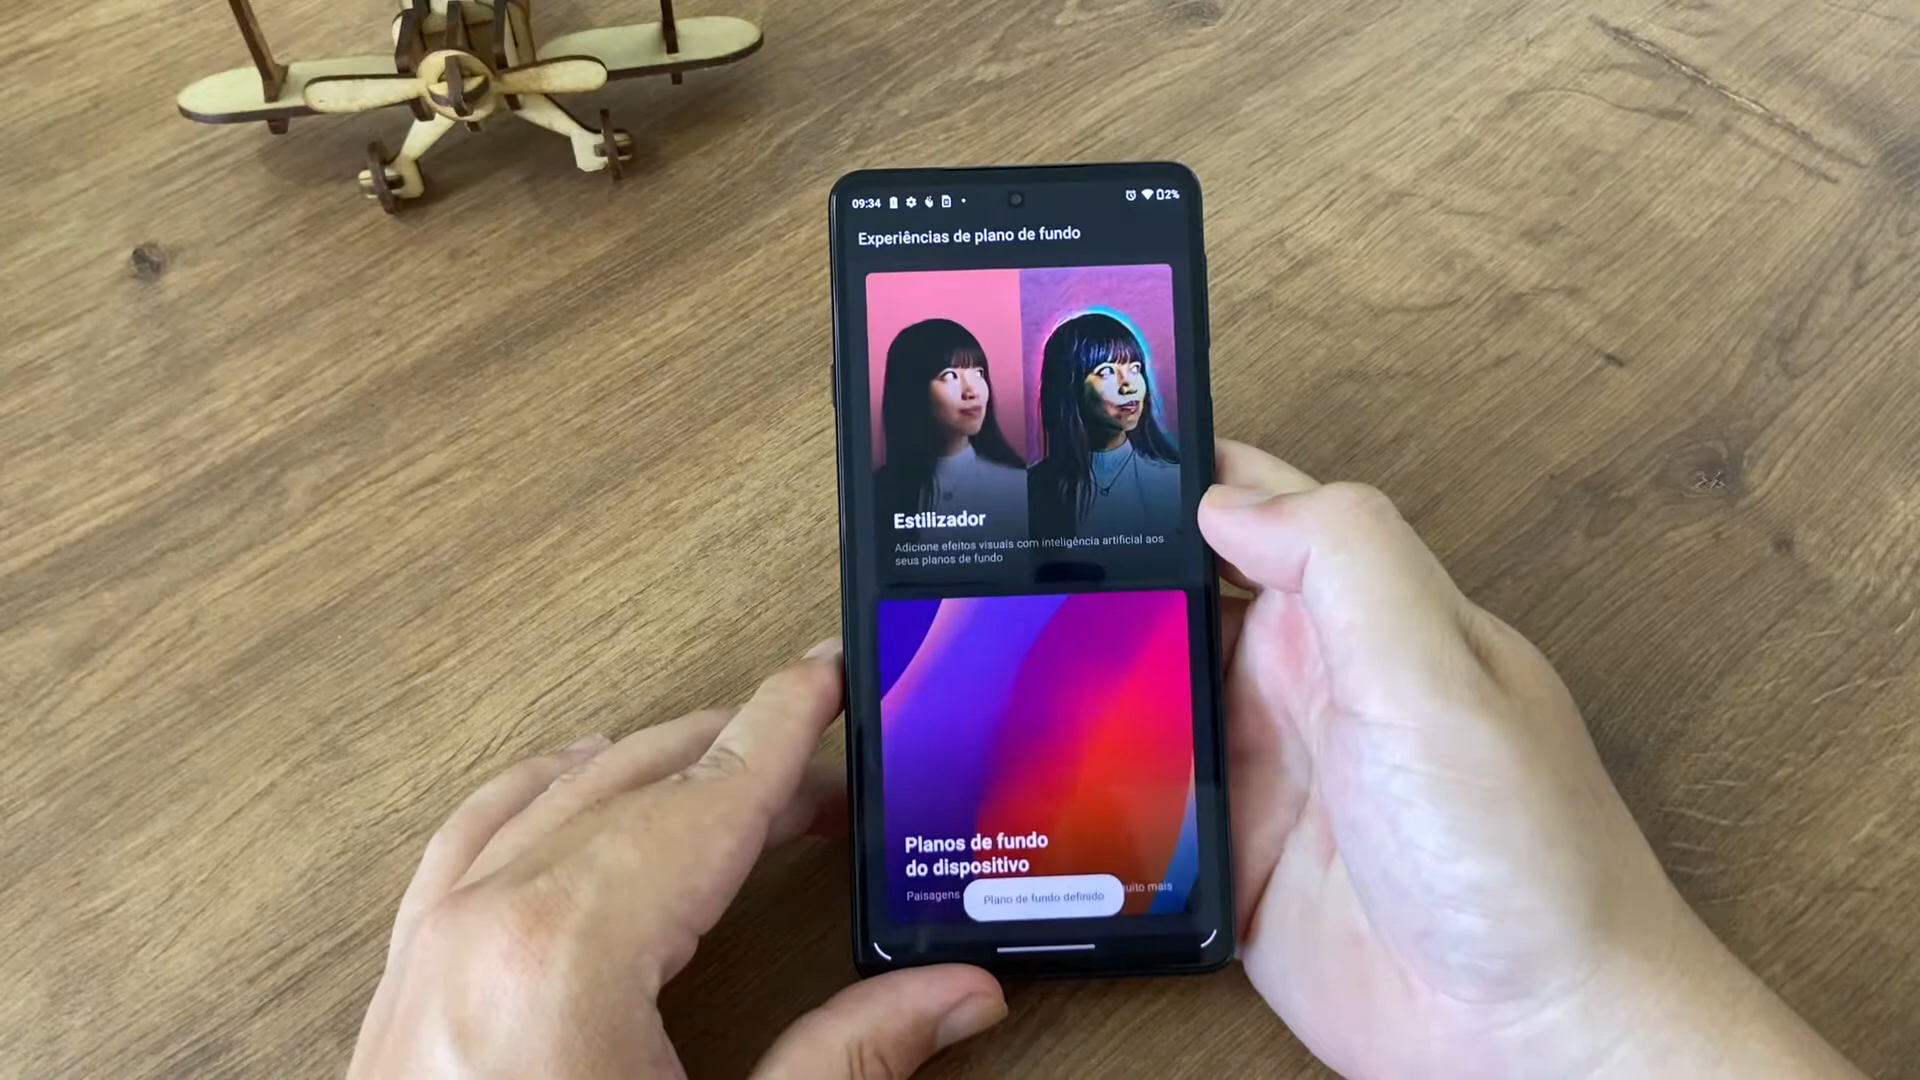 09:34
2%
Experiências de plano de fundo
Estilizador
Adicione efeitos visuais com inteligência artificial aos
seus planos de fundo
Planos de fundo
do dispositivo
Paisagens
uito mais
Plano de fundo definido